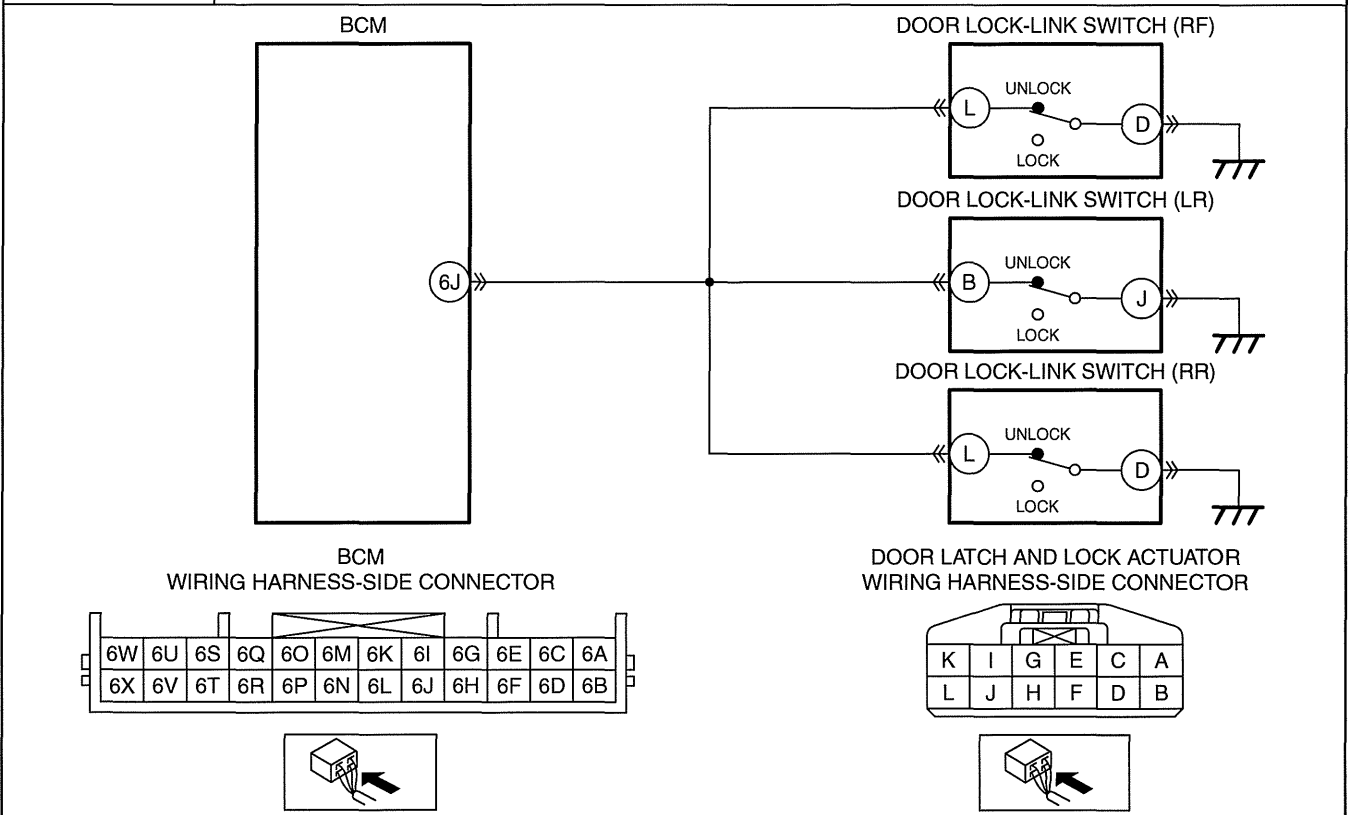 BCM
DOOR LOCK-LINK SWITCH (RF)
UNLOCK
L
D
LOCK
DOOR LOCK-LINK SWITCH (LR)
UNLOCK
6J
B
J
LOCK
DOOR LOCK-LINK SWITCH (RR)
UNLOCK
L
D
LOCK
BCM
WIRING HARNESS-SIDE CONNECTOR
6W 6U 6S 6Q 6O 6M 6K 6I 6G 6E 6C 6A
6X 6V 6T 6R 6P 6N 6L 6J 6H 6F 6D 6B
DOOR LATCH AND LOCK ACTUATOR
WIRING HARNESS-SIDE CONNECTOR
K I G E C A
L J H F D B